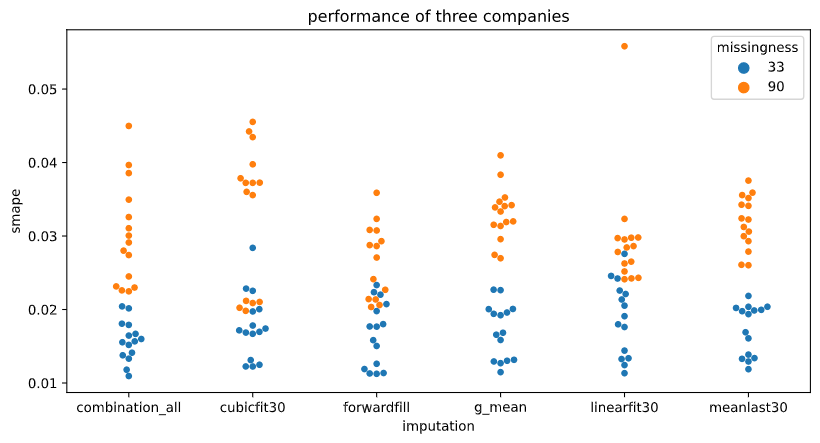 performance of three companies
missingness
33
90
0.05
0.04
0.03
0.02
0.01
smape
combination_all cubicfit30 forwardfill g_mean linearfit30 meanlast30
imputation